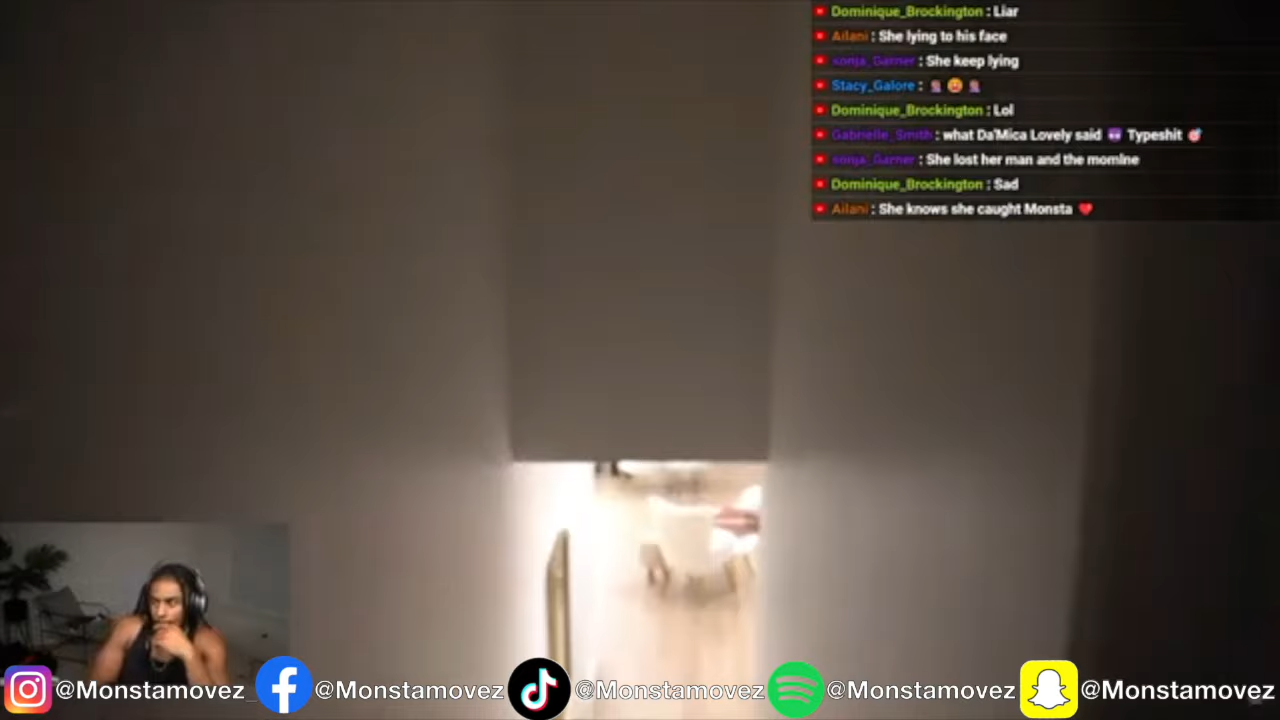 Dominique_Brockington : Liar
Ailani : She lying to his face
sonja_Garner : She keep lying
Stacy_Galore :
Dominique_Brockington : Lol
Gabrielle_Smith : what Da'Mica Lovely said Typeshit
sonja_Garner : She lost her man and the momine
Dominique_Brockington : Sad
Ailani : She knows she caught Monsta
@Monstamovez_ @Monstamovez @Monstamovez @Monstamovez @Monstamovez